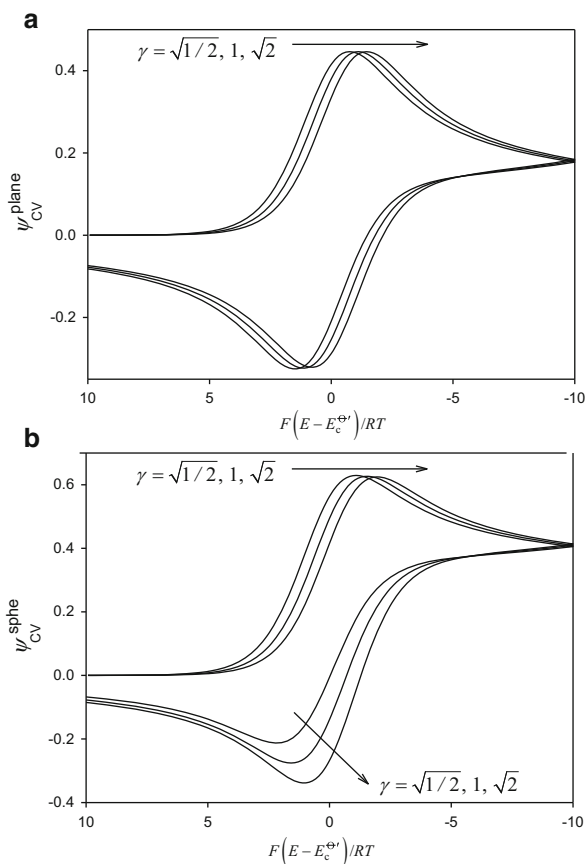 a
γ = √1/2, 1, √2
0.4
0.2
0.0
-0.2
ψ_CV^plane
10 5 0 -5 -10
F(E − E_c^⊖′)/RT
b
γ = √1/2, 1, √2
0.6
0.4
0.2
0.0
-0.2
-0.4
ψ_CV^sphe
γ = √1/2, 1, √2
10 5 0 -5 -10
F(E − E_c^⊖′)/RT